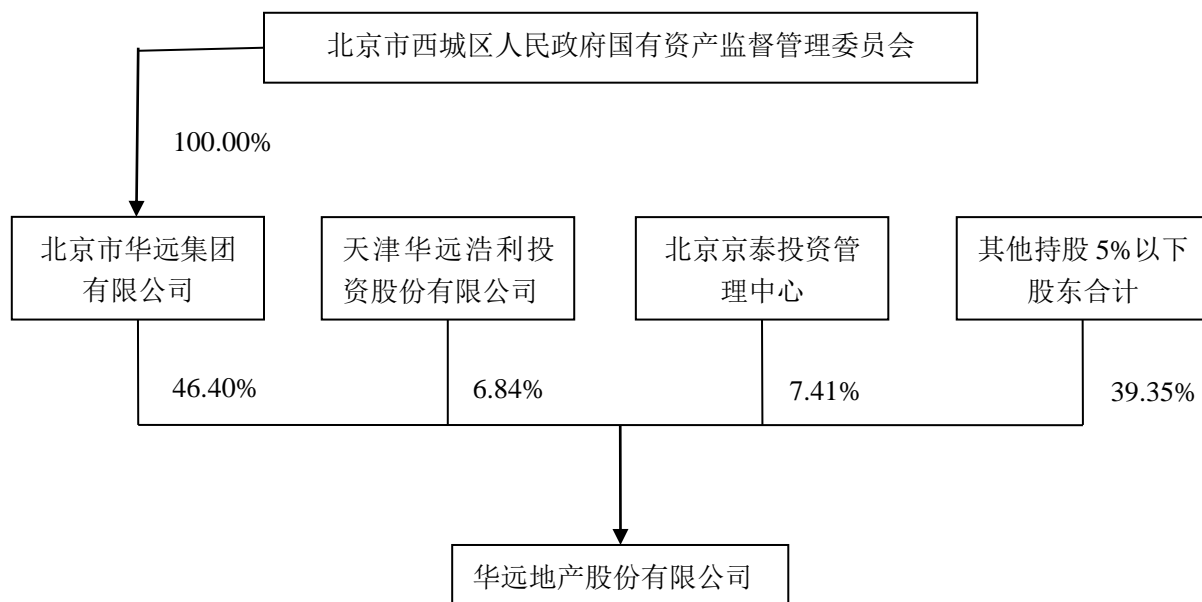 北京市西城区人民政府国有资产监督管理委员会
100.00%
北京市华远集团
有限公司
天津华远浩利投
资股份有限公司
北京京泰投资管
理中心
其他持股 5%以下
股东合计
46.40%
6.84%
7.41%
39.35%
华远地产股份有限公司